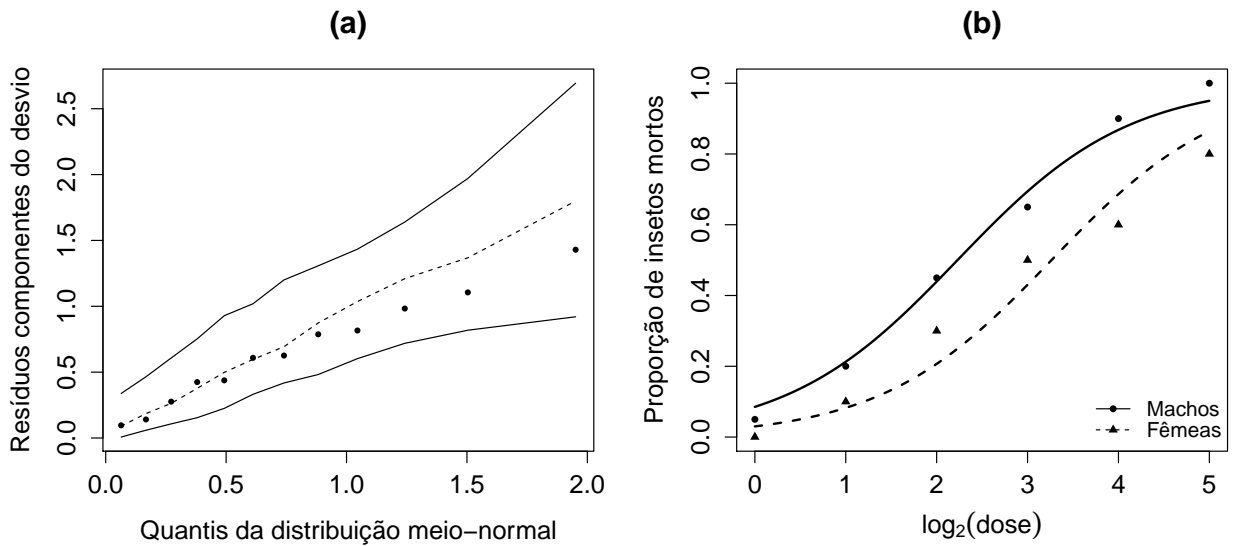 (a)
Resíduos componentes do desvio
0.0 0.5 1.0 1.5 2.0 2.5
0.0 0.5 1.0 1.5 2.0
Quantis da distribuição meio−normal
(b)
Proporção de insetos mortos
0.0 0.2 0.4 0.6 0.8 1.0
Machos
Fêmeas
0 1 2 3 4 5
log₂(dose)